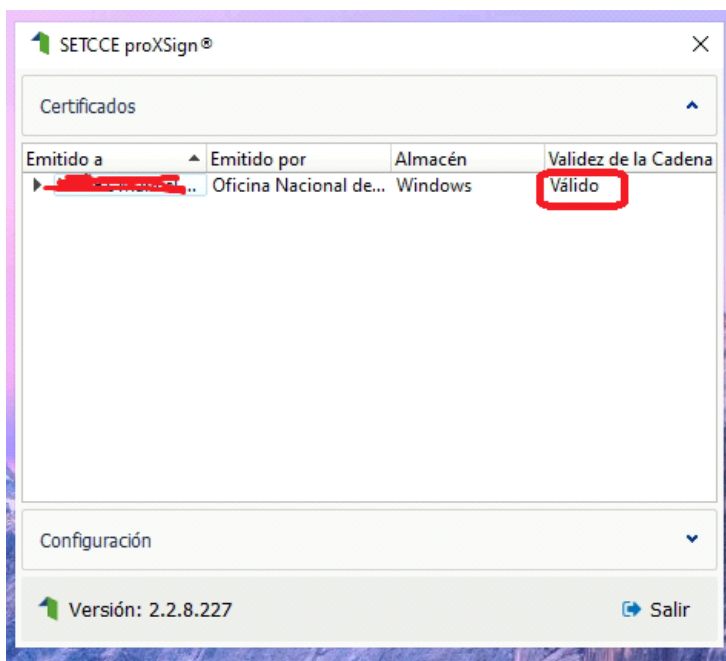 SETCCE proXSign®
Certificados
Emitido a Emitido por Almacén Validez de la Cadena
... Oficina Nacional de... Windows Válido
Configuración
Versión: 2.2.8.227 Salir